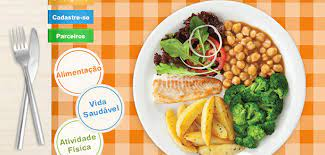 Cadastre-se
Parceiros
Alimentação
Vida
Saudável
Atividade
Física